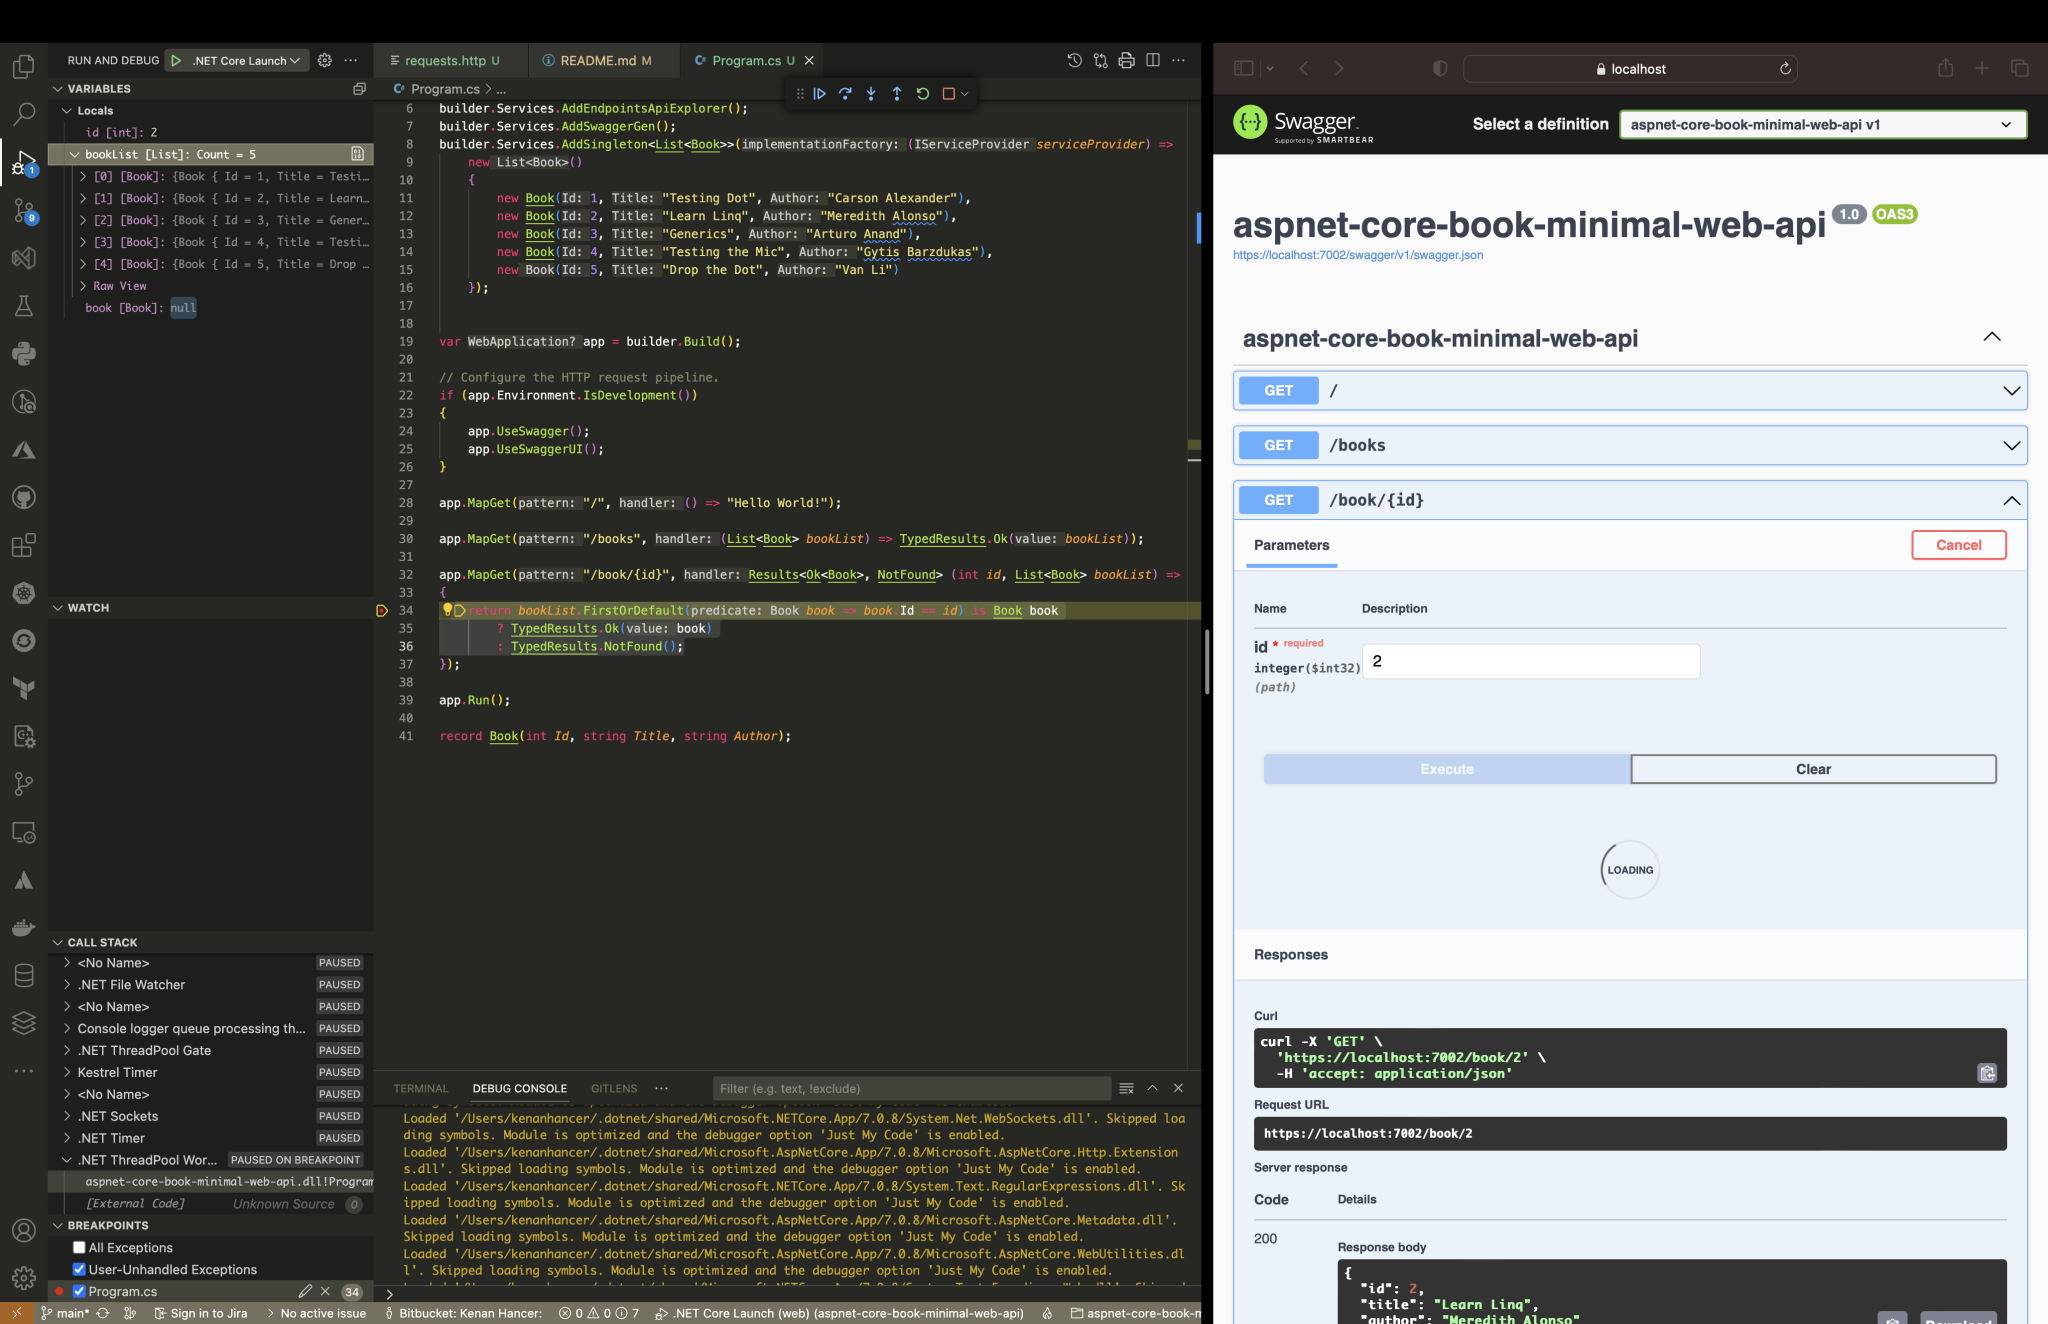 RUN AND DEBUG
.NET Core Launch
VARIABLES
Locals
id [int]: 2
bookList [List]: Count = 5
[0] [Book]: {Book { Id = 1, Title = Testi…
[1] [Book]: {Book { Id = 2, Title = Learn…
[2] [Book]: {Book { Id = 3, Title = Gener…
[3] [Book]: {Book { Id = 4, Title = Testi…
[4] [Book]: {Book { Id = 5, Title = Drop …
Raw View
book [Book]: null
WATCH
CALL STACK
<No Name> PAUSED
.NET File Watcher PAUSED
<No Name> PAUSED
Console logger queue processing th... PAUSED
.NET ThreadPool Gate PAUSED
Kestrel Timer PAUSED
<No Name> PAUSED
.NET Sockets PAUSED
.NET Timer PAUSED
.NET ThreadPool Wor... PAUSED ON BREAKPOINT
aspnet-core-book-minimal-web-api.dll!Program
[External Code] Unknown Source 0
BREAKPOINTS
All Exceptions
User-Unhandled Exceptions
Program.cs 34
1
9
requests.http U
README.md M
Program.cs U
Program.cs > ...
6 builder.Services.AddEndpointsApiExplorer();
7 builder.Services.AddSwaggerGen();
8 builder.Services.AddSingleton<List<Book>>(implementationFactory: (IServiceProvider serviceProvider) =>
9 new List<Book>()
10 {
11 new Book(Id: 1, Title: "Testing Dot", Author: "Carson Alexander"),
12 new Book(Id: 2, Title: "Learn Linq", Author: "Meredith Alonso"),
13 new Book(Id: 3, Title: "Generics", Author: "Arturo Anand"),
14 new Book(Id: 4, Title: "Testing the Mic", Author: "Gytis Barzdukas"),
15 new Book(Id: 5, Title: "Drop the Dot", Author: "Van Li")
16 });
17
18
19 var WebApplication? app = builder.Build();
20
21 // Configure the HTTP request pipeline.
22 if (app.Environment.IsDevelopment())
23 {
24 app.UseSwagger();
25 app.UseSwaggerUI();
26 }
27
28 app.MapGet(pattern: "/", handler: () => "Hello World!");
29
30 app.MapGet(pattern: "/books", handler: (List<Book> bookList) => TypedResults.Ok(value: bookList));
31
32 app.MapGet(pattern: "/book/{id}", handler: Results<Ok<Book>, NotFound> (int id, List<Book> bookList) =>
33 {
34 return bookList.FirstOrDefault(predicate: Book book => book.Id == id) is Book book
35 ? TypedResults.Ok(value: book)
36 : TypedResults.NotFound();
37 });
38
39 app.Run();
40
41 record Book(int Id, string Title, string Author);
TERMINAL
DEBUG CONSOLE
GITLENS
Filter (e.g. text, !exclude)
Loaded '/Users/kenanhancer/.dotnet/shared/Microsoft.NETCore.App/7.0.8/System.Net.WebSockets.dll'. Skipped loa
ding symbols. Module is optimized and the debugger option 'Just My Code' is enabled.
Loaded '/Users/kenanhancer/.dotnet/shared/Microsoft.AspNetCore.App/7.0.8/Microsoft.AspNetCore.Http.Extension
s.dll'. Skipped loading symbols. Module is optimized and the debugger option 'Just My Code' is enabled.
Loaded '/Users/kenanhancer/.dotnet/shared/Microsoft.NETCore.App/7.0.8/System.Text.RegularExpressions.dll'. Sk
ipped loading symbols. Module is optimized and the debugger option 'Just My Code' is enabled.
Loaded '/Users/kenanhancer/.dotnet/shared/Microsoft.AspNetCore.App/7.0.8/Microsoft.AspNetCore.Metadata.dll'.
Skipped loading symbols. Module is optimized and the debugger option 'Just My Code' is enabled.
Loaded '/Users/kenanhancer/.dotnet/shared/Microsoft.AspNetCore.App/7.0.8/Microsoft.AspNetCore.WebUtilities.dl
l'. Skipped loading symbols. Module is optimized and the debugger option 'Just My Code' is enabled.
main* Sign in to Jira No active issue Bitbucket: Kenan Hancer: 0 0 7 .NET Core Launch (web) (aspnet-core-book-minimal-web-api) aspnet-core-book-m
localhost
Swagger
Supported by SMARTBEAR
Select a definition
aspnet-core-book-minimal-web-api v1
aspnet-core-book-minimal-web-api 1.0 OAS3
https://localhost:7002/swagger/v1/swagger.json
aspnet-core-book-minimal-web-api
GET /
GET /books
GET /book/{id}
Parameters
Cancel
Name Description
id * required
integer($int32)
(path)
2
Execute
Clear
LOADING
Responses
Curl
curl -X 'GET' \
'https://localhost:7002/book/2' \
-H 'accept: application/json'
Request URL
https://localhost:7002/book/2
Server response
Code Details
200
Response body
{
"id": 2,
"title": "Learn Linq",
"author": "Meredith Alonso"
Download